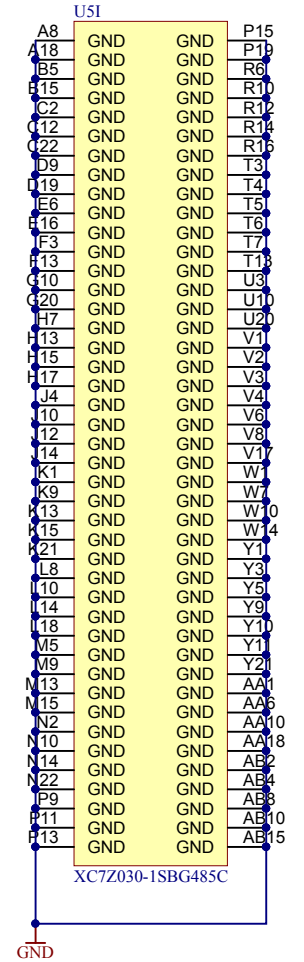 U5I
A8 GND GND P15
A18 GND GND P19
B5 GND GND R6
B15 GND GND R10
C2 GND GND R12
C12 GND GND R14
C22 GND GND R16
D9 GND GND T3
D19 GND GND T4
E6 GND GND T5
E16 GND GND T6
F3 GND GND T7
F13 GND GND T13
G10 GND GND U3
G20 GND GND U10
H7 GND GND U20
H13 GND GND V1
H15 GND GND V2
H17 GND GND V3
J4 GND GND V4
J10 GND GND V6
J12 GND GND V8
J14 GND GND V17
K1 GND GND W1
K9 GND GND W7
K13 GND GND W10
K15 GND GND W14
K21 GND GND Y1
L8 GND GND Y3
L10 GND GND Y5
L14 GND GND Y9
L18 GND GND Y10
M5 GND GND Y11
M9 GND GND Y21
M13 GND GND AA1
M15 GND GND AA6
N2 GND GND AA10
N10 GND GND AA18
N14 GND GND AB2
N22 GND GND AB4
P9 GND GND AB8
P11 GND GND AB10
P13 GND GND AB15
XC7Z030-1SBG485C
GND